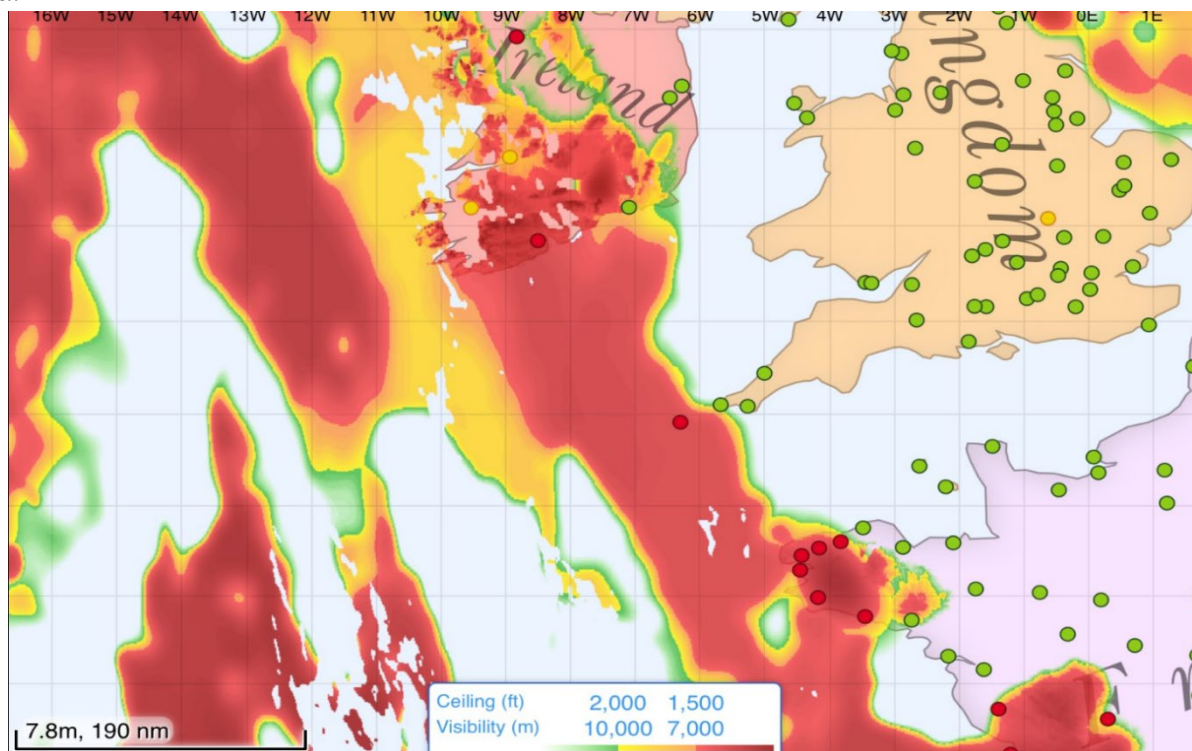 16W 15W 14W 13W 12W 11W 10W 9W 8W 7W 6W 5W 4W 3W 2W 1W 0E 1E
Ireland
ngdom
Ceiling (ft) 2,000 1,500
Visibility (m) 10,000 7,000
7.8m, 190 nm